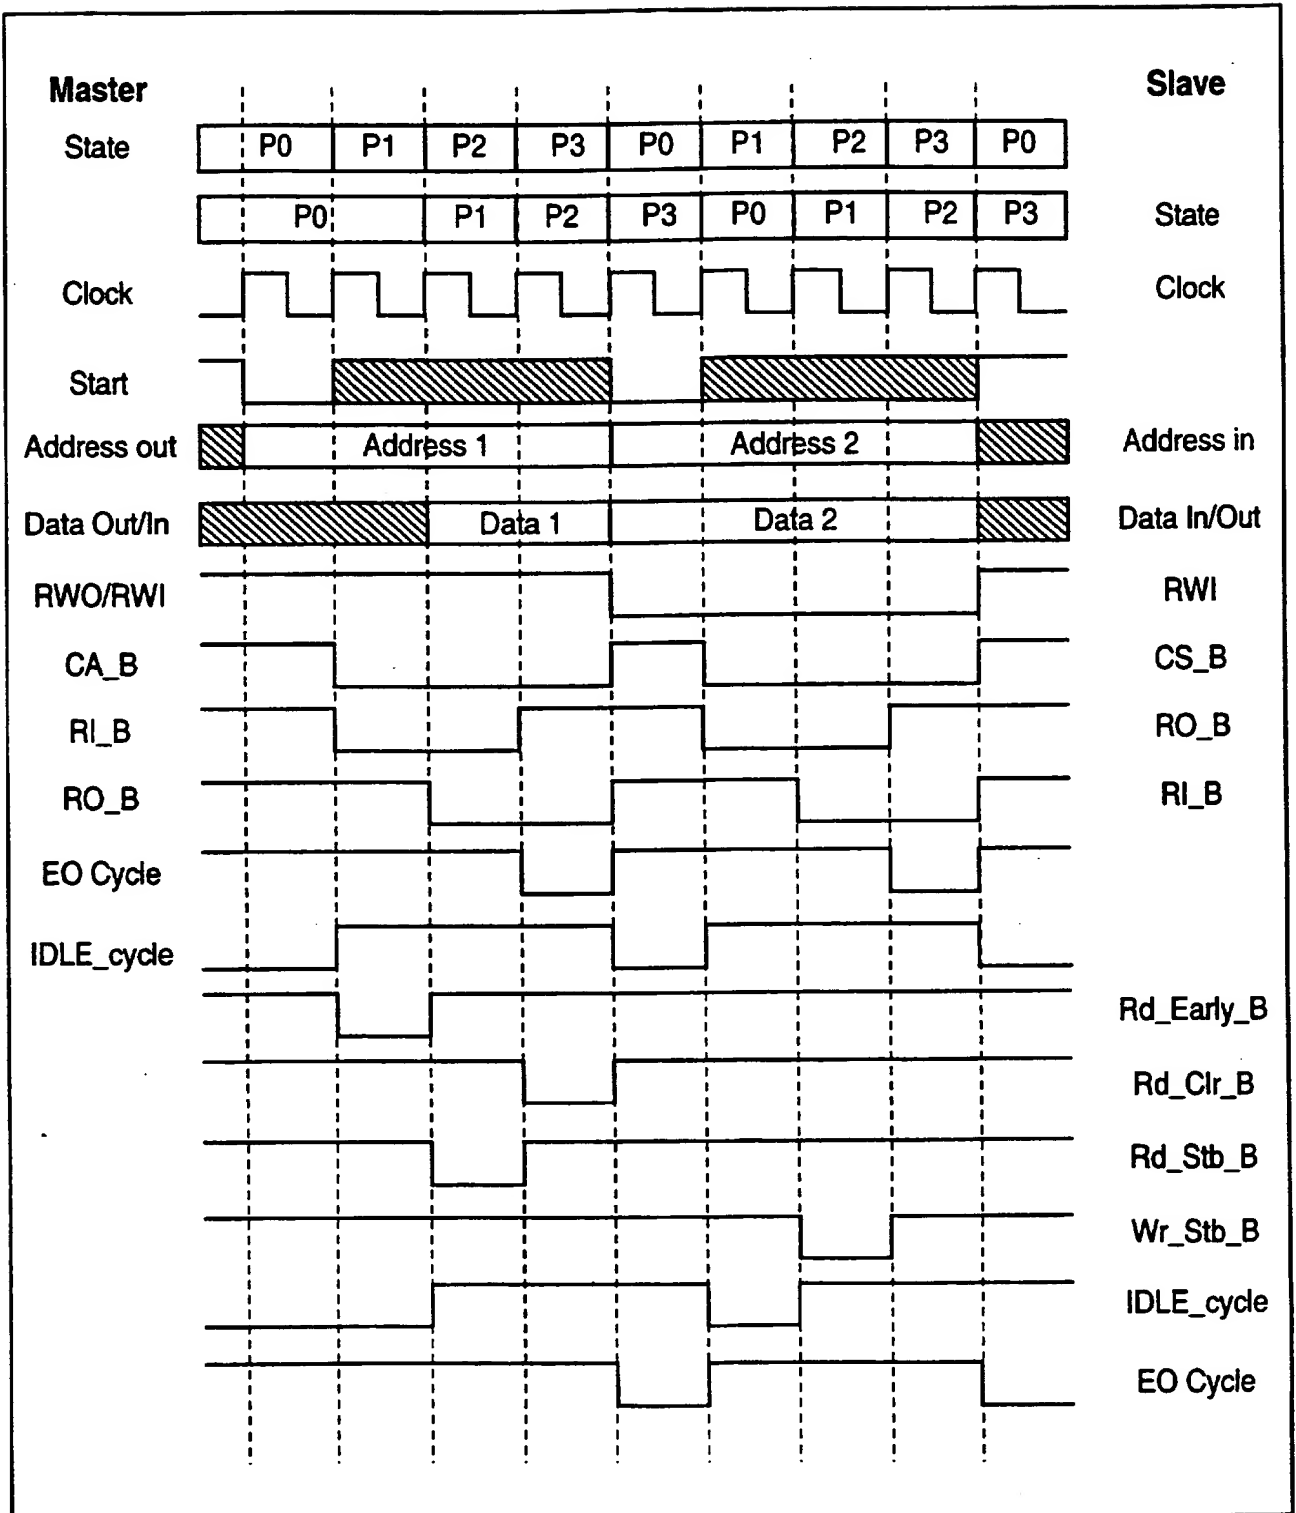 Master Slave
State P0 P1 P2 P3 P0 P1 P2 P3 P0
P0 P1 P2 P3 P0 P1 P2 P3 State
Clock Clock
Start
Address out Address 1 Address 2 Address in
Data Out/In Data 1 Data 2 Data In/Out
RWO/RWI RWI
CA_B CS_B
RI_B RO_B
RO_B RI_B
EO Cycle
IDLE_cycle
Rd_Early_B
Rd_Clr_B
Rd_Stb_B
Wr_Stb_B
IDLE_cycle
EO Cycle